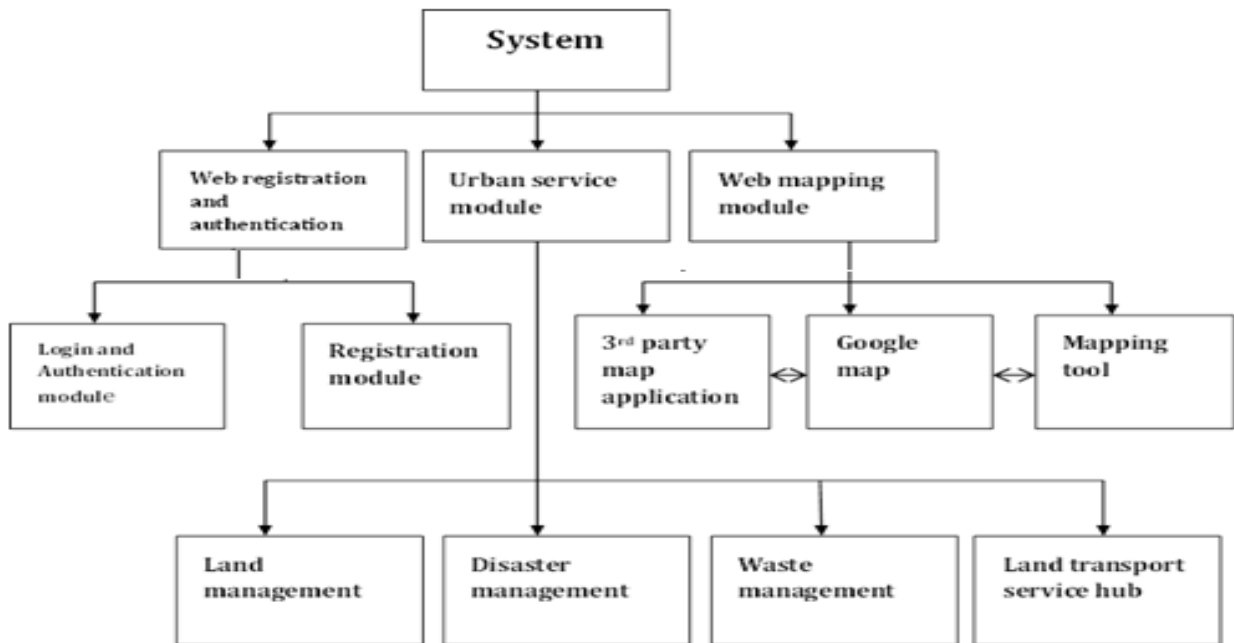 System
Web registration
and
authentication
Urban service
module
Web mapping
module
Login and
Authentication
module
Registration
module
3rd party
map
application
Google
map
Mapping
tool
Land
management
Disaster
management
Waste
management
Land transport
service hub